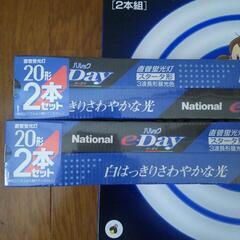 [2本組]
直管蛍光灯
20形
2本
セット
パルック
Day
直管蛍光灯
スタータ形
3波長形昼光色
きりさわやかな光
National
直管蛍光灯
20形
2本
セット
National
パルック
e-Day
直管蛍光灯
スタータ形
3波長形昼光色
白はっきりさわやかな光